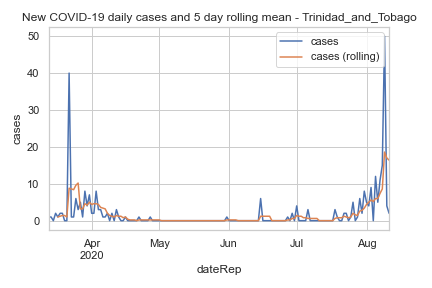 New COVID-19 daily cases and 5 day rolling mean - Trinidad_and_Tobago
cases
cases (rolling)
cases
50
40
30
20
10
0
Apr
2020
May
Jun
Jul
Aug
dateRep